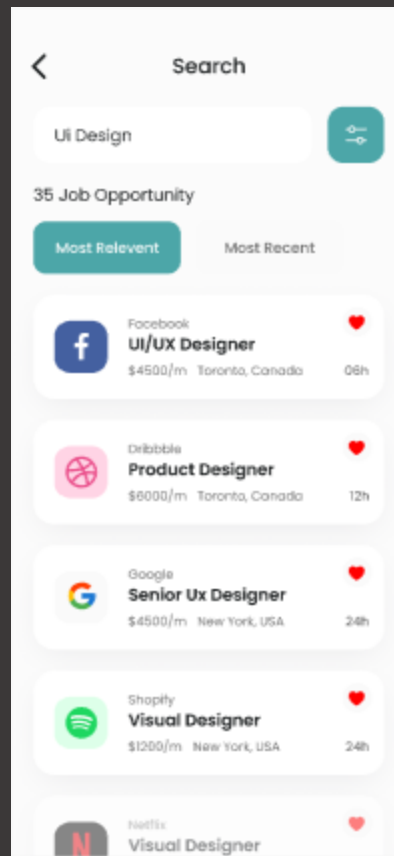 Search
Ui Design
35 Job Opportunity
Most Relevent Most Recent
Facebook
UI/UX Designer
$4500/m Toronto, Canada 06h
Dribbble
Product Designer
$6000/m Toronto, Canada 12h
Google
Senior Ux Designer
$4500/m New York, USA 24h
Shopify
Visual Designer
$1200/m New York, USA 24h
Netflix
N
Visual Designer